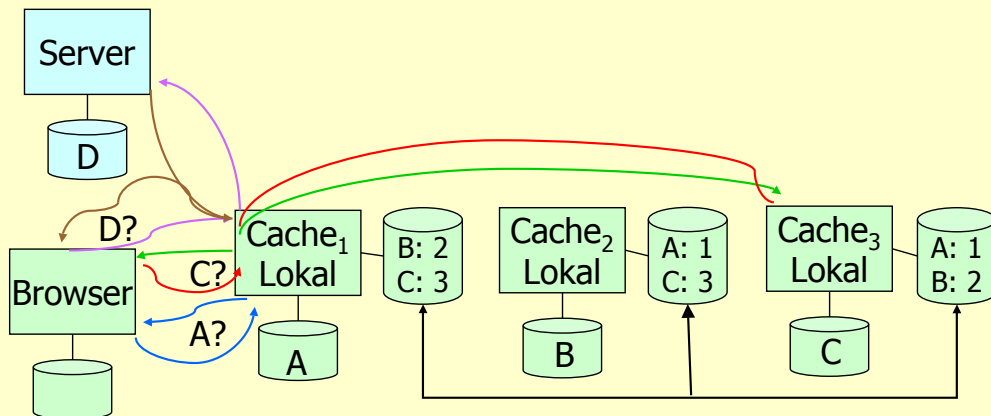 Server
D
D?
C?
A?
Browser
Cache₁
Lokal
A
B: 2
C: 3
Cache₂
Lokal
B
A: 1
C: 3
Cache₃
Lokal
C
A: 1
B: 2